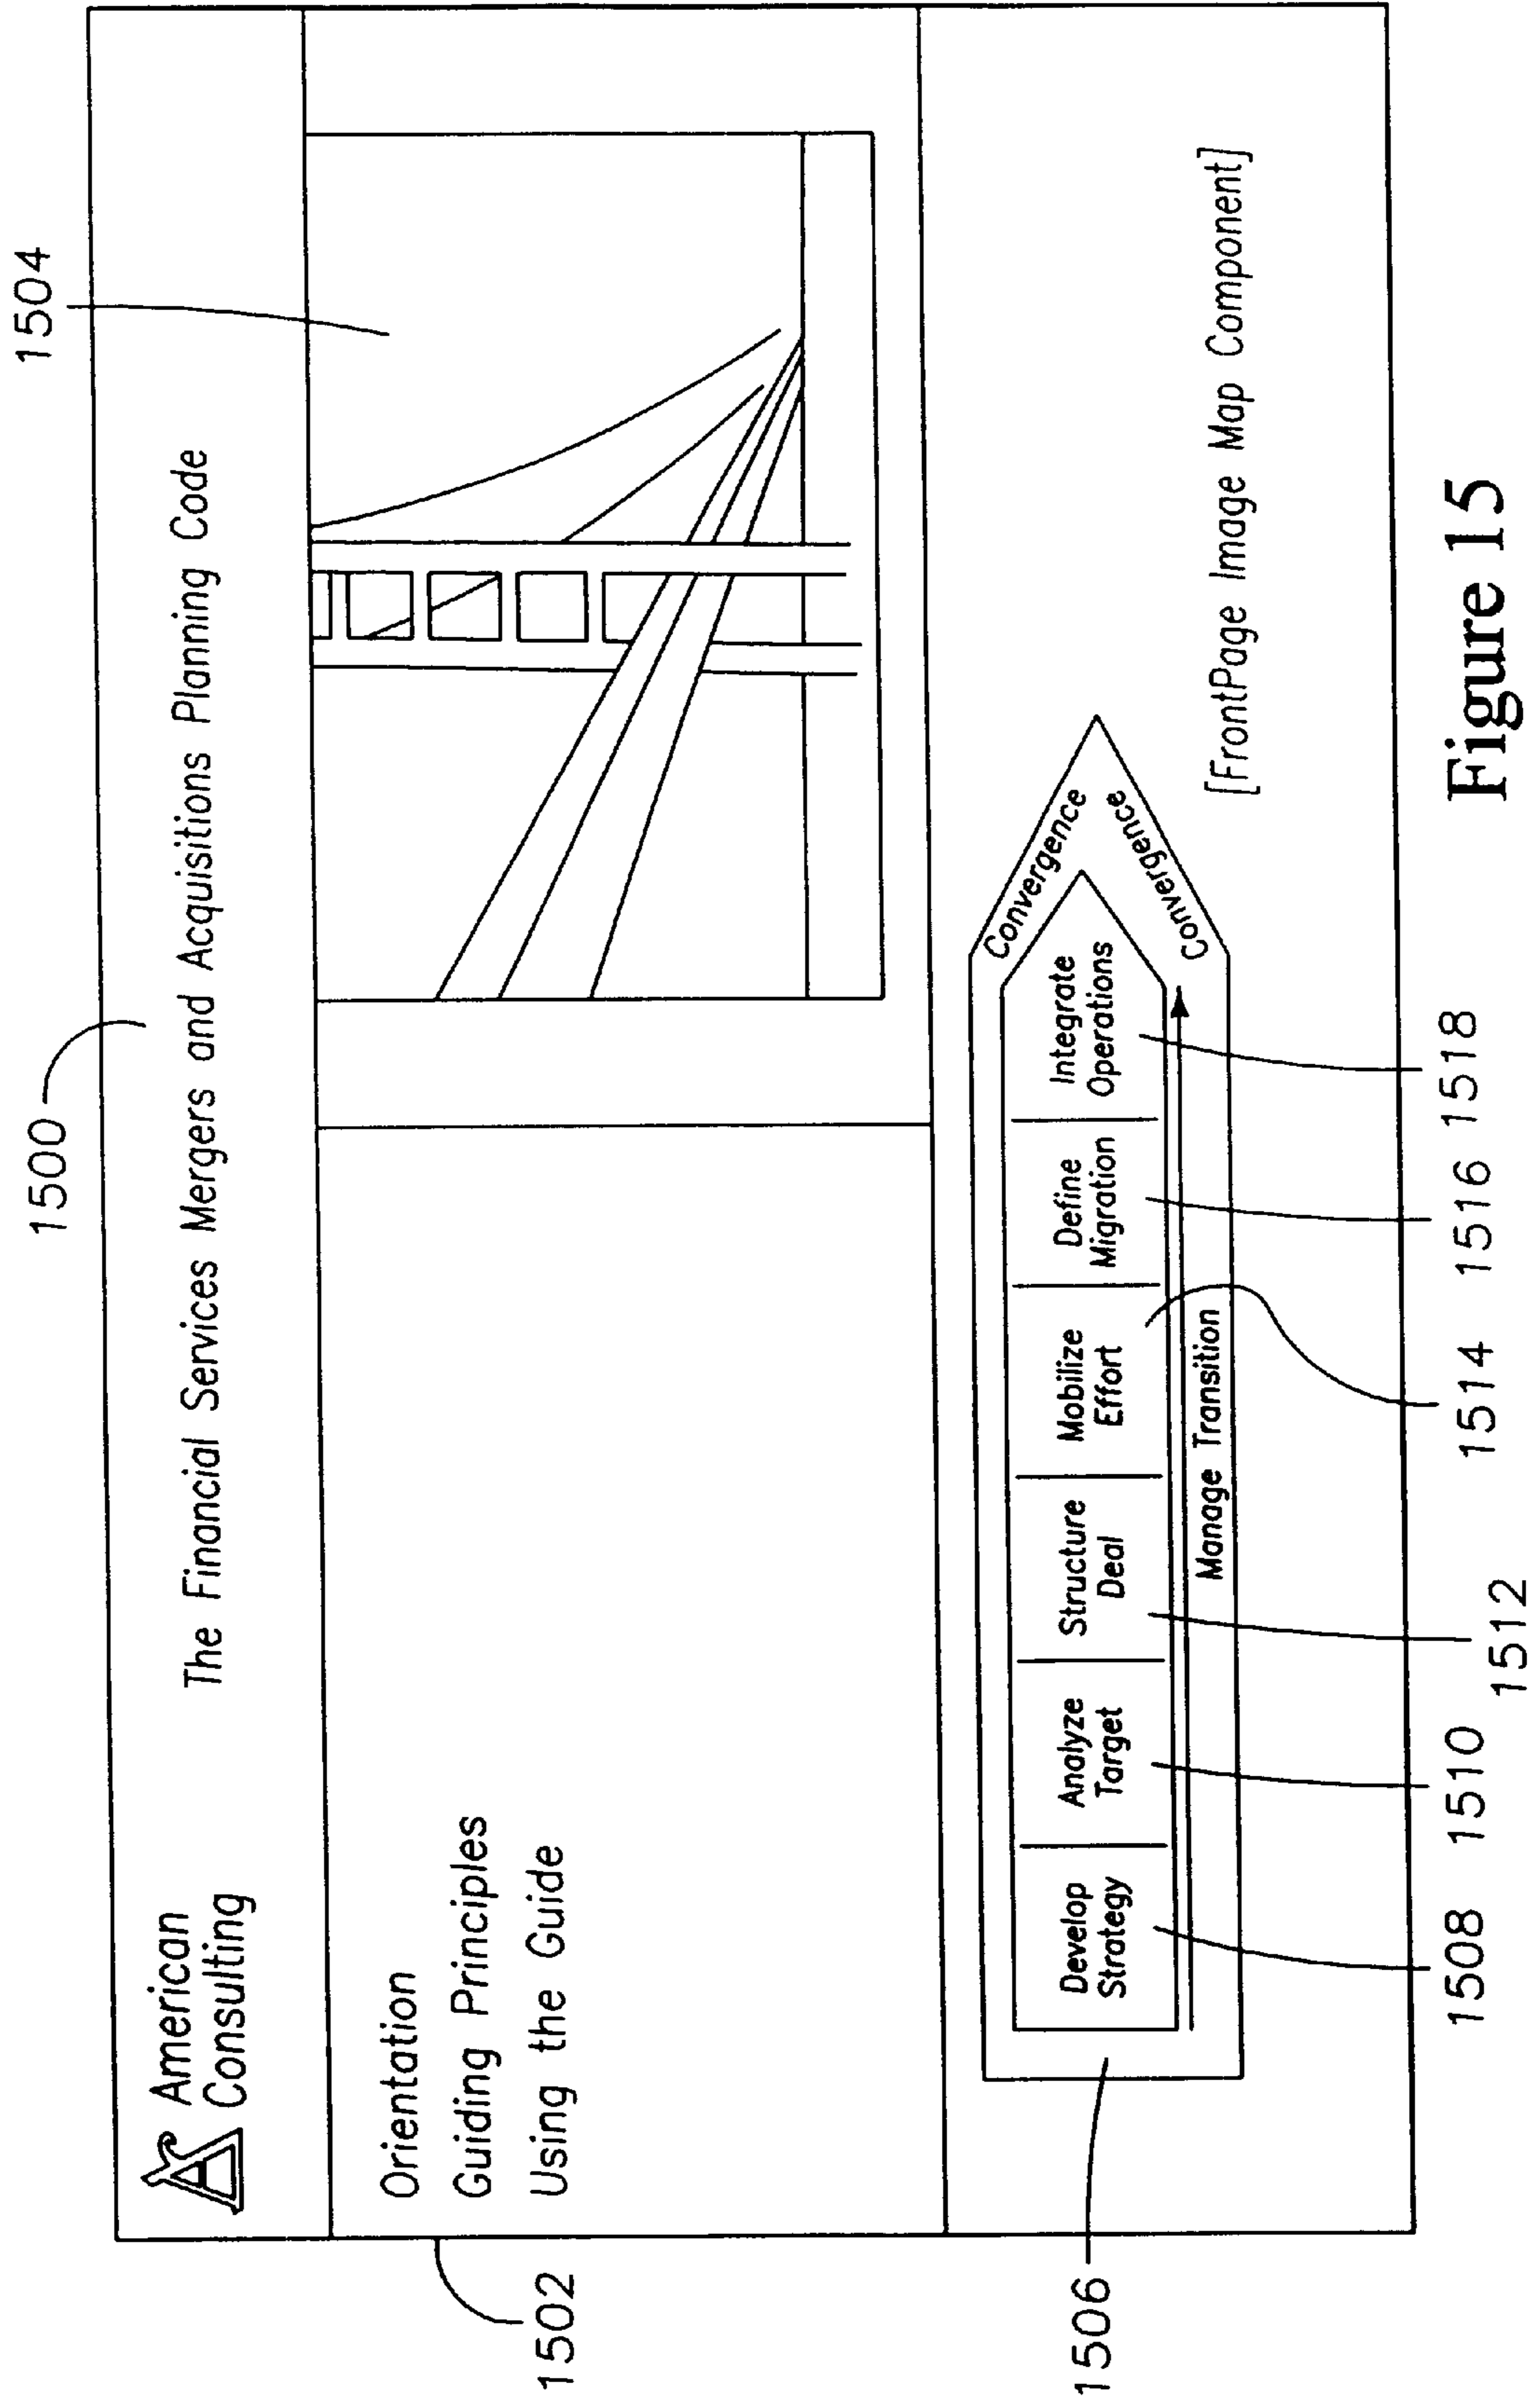 1500
1504
American
Consulting
The Financial Services Mergers and Acquisitions Planning Code
1502
Orientation
Guiding Principles
Using the Guide
1506
Develop
Strategy
Analyze
Target
Structure
Deal
Mobilize
Effort
Define
Migration
Integrate
Operations
Convergence
Convergence
Manage Transition
[FrontPage Image Map Component]
1508
1510
1512
1514
1516
1518
Figure 15